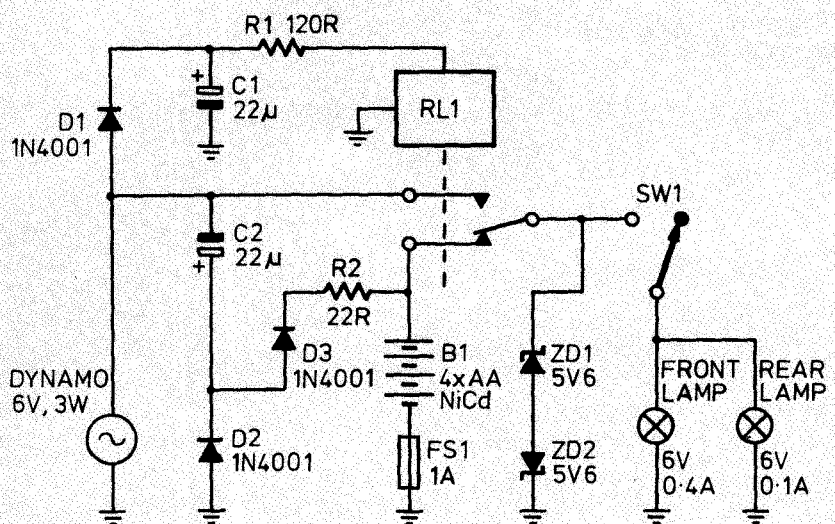 R1 120R
C1
22μ
D1
1N4001
RL1
SW1
C2
22μ
R2
22R
D3
1N4001
B1
4xAA
NiCd
ZD1
5V6
FRONT
LAMP
REAR
LAMP
DYNAMO
6V, 3W
D2
1N4001
FS1
1A
ZD2
5V6
6V
0·4A
6V
0·1A